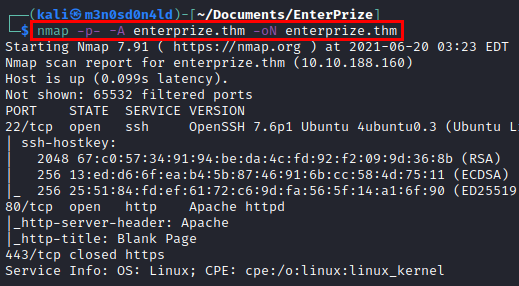 ┌──(kali㉿m3n0sd0n4ld)-[~/Documents/EnterPrize]
└─$ nmap -p- -A enterprize.thm -oN enterprize.thm
Starting Nmap 7.91 ( https://nmap.org ) at 2021-06-20 03:23 EDT
Nmap scan report for enterprize.thm (10.10.188.160)
Host is up (0.099s latency).
Not shown: 65532 filtered ports
PORT    STATE  SERVICE VERSION
22/tcp  open   ssh     OpenSSH 7.6p1 Ubuntu 4ubuntu0.3 (Ubuntu Li
| ssh-hostkey:
|   2048 67:c0:57:34:91:94:be:da:4c:fd:92:f2:09:9d:36:8b (RSA)
|   256 13:ed:d6:6f:ea:b4:5b:87:46:91:6b:cc:58:4d:75:11 (ECDSA)
|_  256 25:51:84:fd:ef:61:72:c6:9d:fa:56:5f:14:a1:6f:90 (ED25519
80/tcp  open   http    Apache httpd
|_http-server-header: Apache
|_http-title: Blank Page
443/tcp closed https
Service Info: OS: Linux; CPE: cpe:/o:linux:linux_kernel